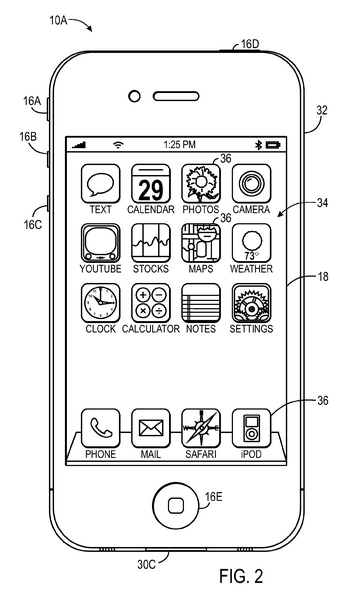 10A
16D
16A
32
16B
1:25 PM
36
29
TEXT CALENDAR PHOTOS CAMERA
16C
36
34
YOUTUBE STOCKS MAPS WEATHER
73°
18
CLOCK CALCULATOR NOTES SETTINGS
36
N
W E
S
PHONE MAIL SAFARI iPOD
16E
30C
FIG. 2